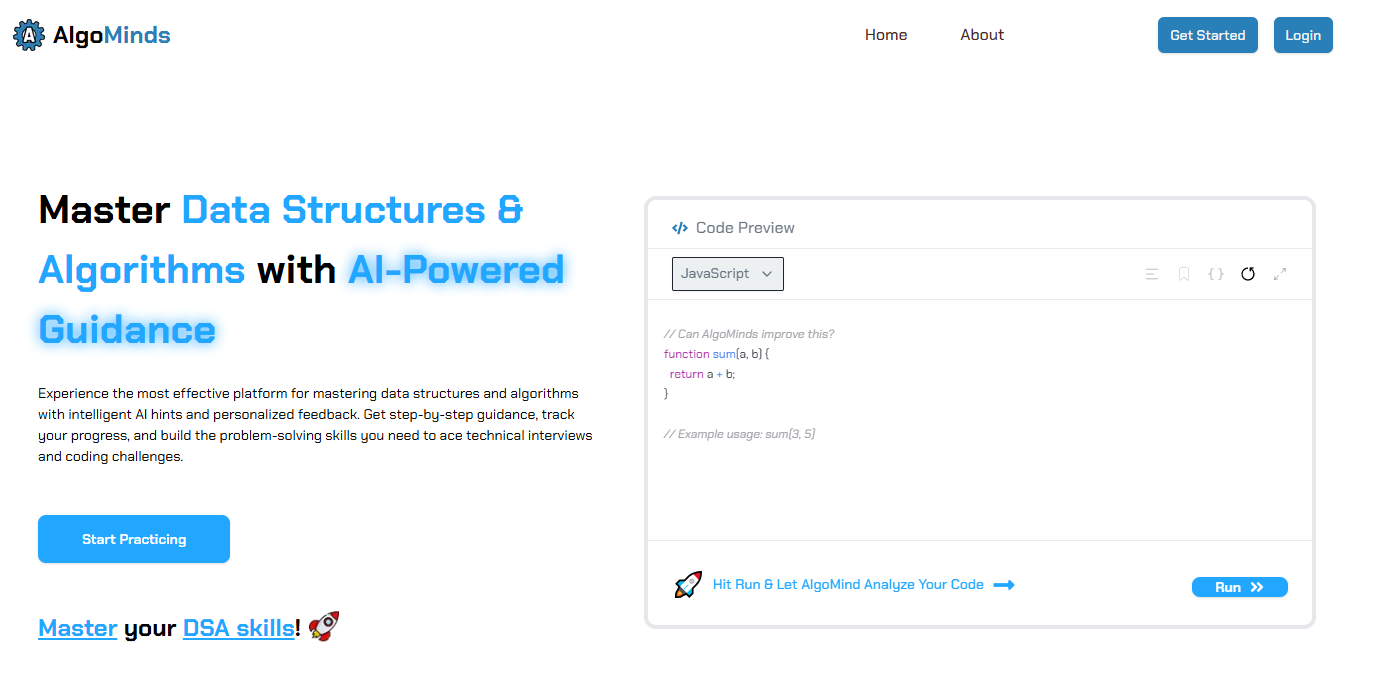 AlgoMinds
Home
About
Get Started
Login
Master Data Structures &
Algorithms with AI-Powered
Guidance
Experience the most effective platform for mastering data structures and algorithms
with intelligent AI hints and personalized feedback. Get step-by-step guidance, track
your progress, and build the problem-solving skills you need to ace technical interviews
and coding challenges.
Start Practicing
Master your DSA skills!
</> Code Preview
JavaScript
{ }
// Can AlgoMinds improve this?
function sum(a, b) {
  return a + b;
}
// Example usage: sum(3, 5)
Hit Run & Let AlgoMind Analyze Your Code
Run